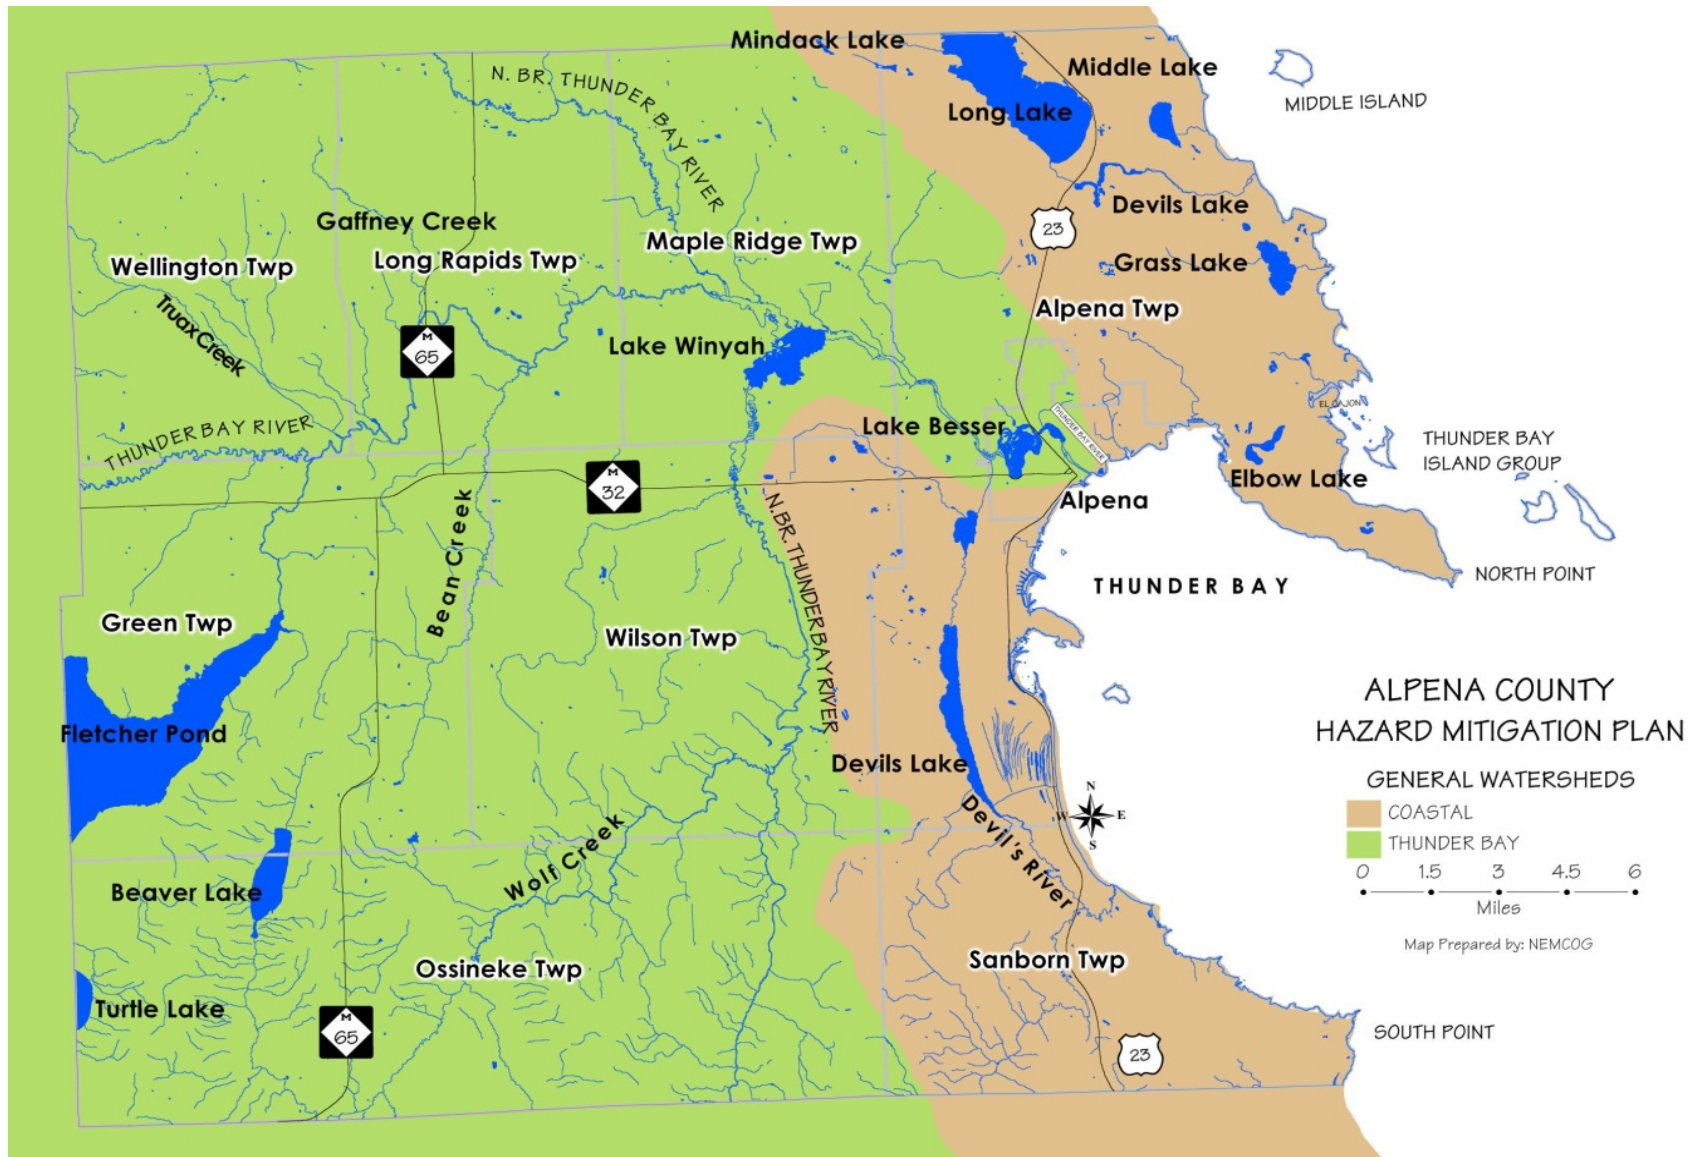 Mindack Lake
Middle Lake
MIDDLE ISLAND
N. BR. THUNDER BAY RIVER
Long Lake
Devils Lake
23
Gaffney Creek
Maple Ridge Twp
Wellington Twp
Long Rapids Twp
Grass Lake
Alpena Twp
Truax Creek
M
65
Lake Winyah
EL CAJON
THUNDER BAY RIVER
Lake Besser
THUNDER BAY RIVER
THUNDER BAY
ISLAND GROUP
Elbow Lake
M
32
Alpena
Bean Creek
N. BR. THUNDER BAY RIVER
NORTH POINT
THUNDER BAY
Green Twp
Wilson Twp
Fletcher Pond
Devils Lake
ALPENA COUNTY
HAZARD MITIGATION PLAN
GENERAL WATERSHEDS
COASTAL
THUNDER BAY
0 1.5 3 4.5 6
Miles
Map Prepared by: NEMCOG
N
W E
S
Devil's River
Wolf Creek
Beaver Lake
Ossineke Twp
Sanborn Twp
Turtle Lake
M
65
23
SOUTH POINT